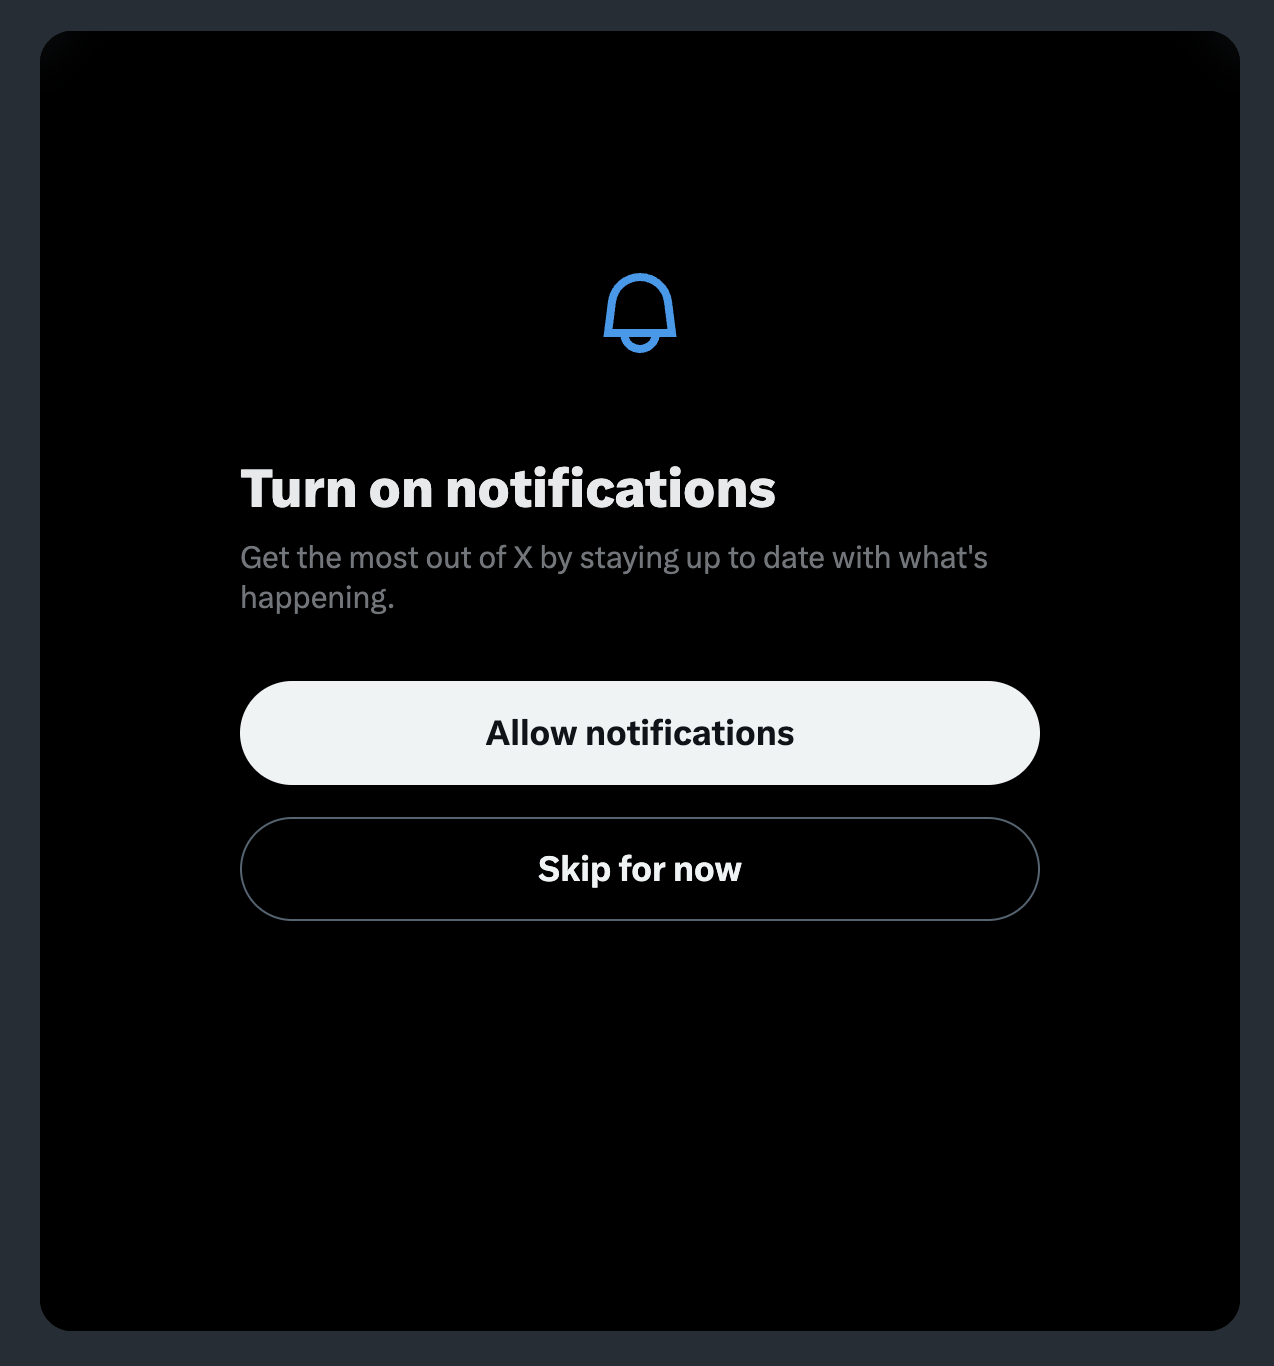 Turn on notifications
Get the most out of X by staying up to date with what's
happening.
Allow notifications
Skip for now